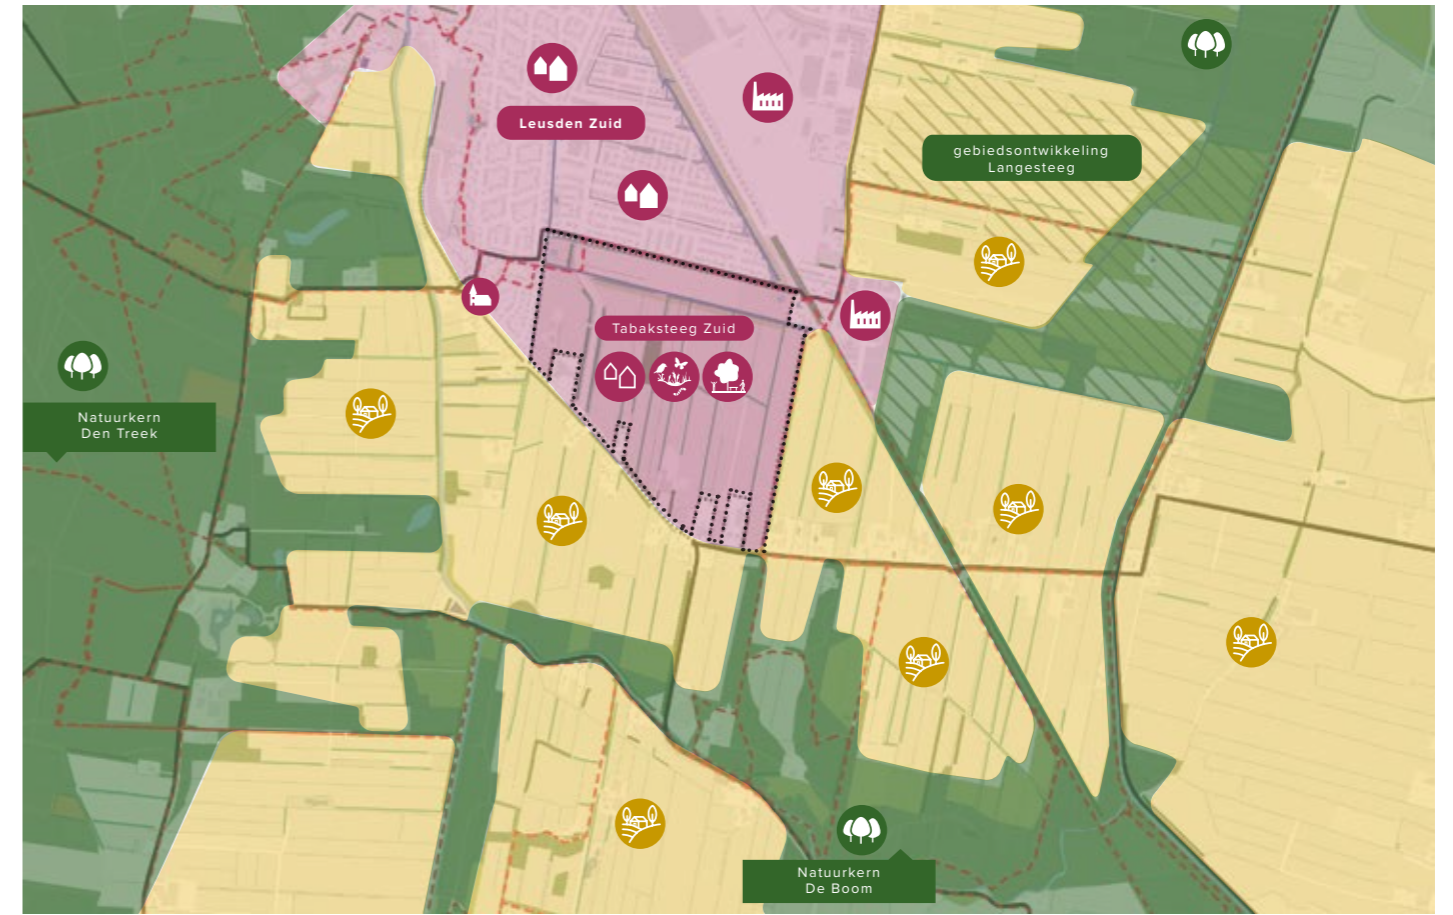 Leusden Zuid
gebiedsontwikkeling
Langesteeg
Tabaksteeg Zuid
Natuurkern
Den Treek
Natuurkern
De Boom